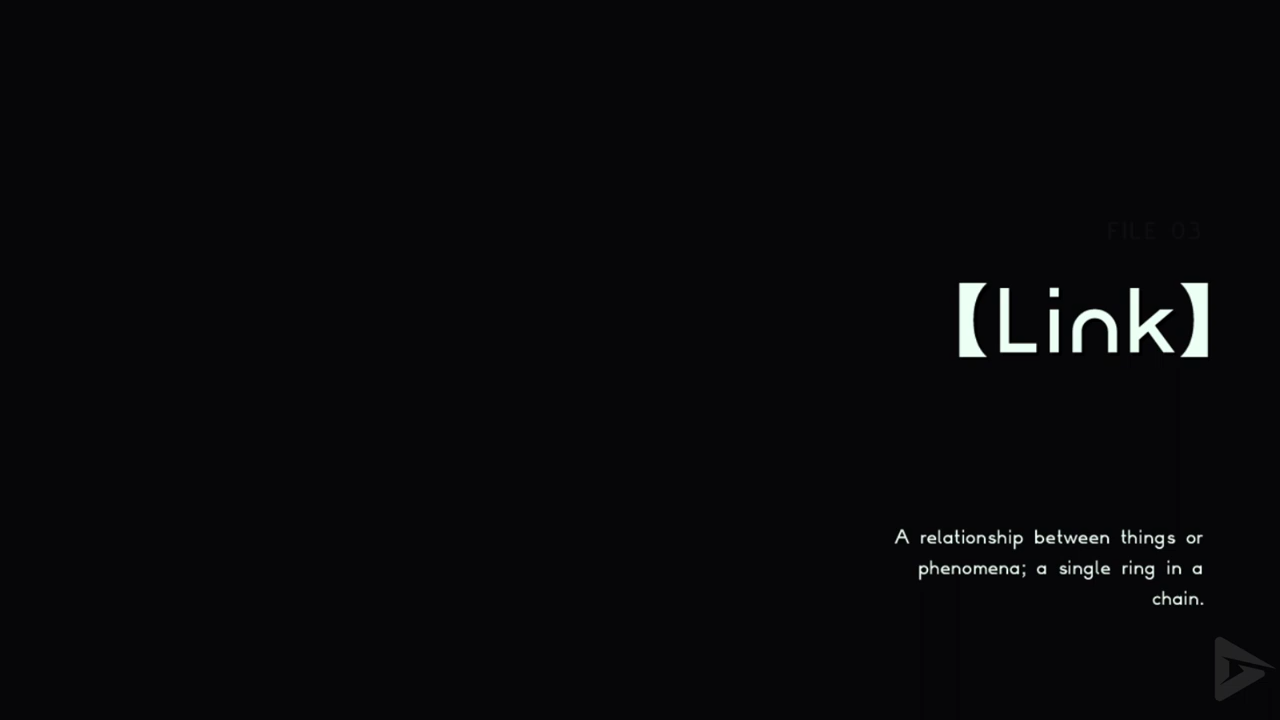 FILE 03
【Link】
A relationship between things or
phenomena; a single ring in a
chain.